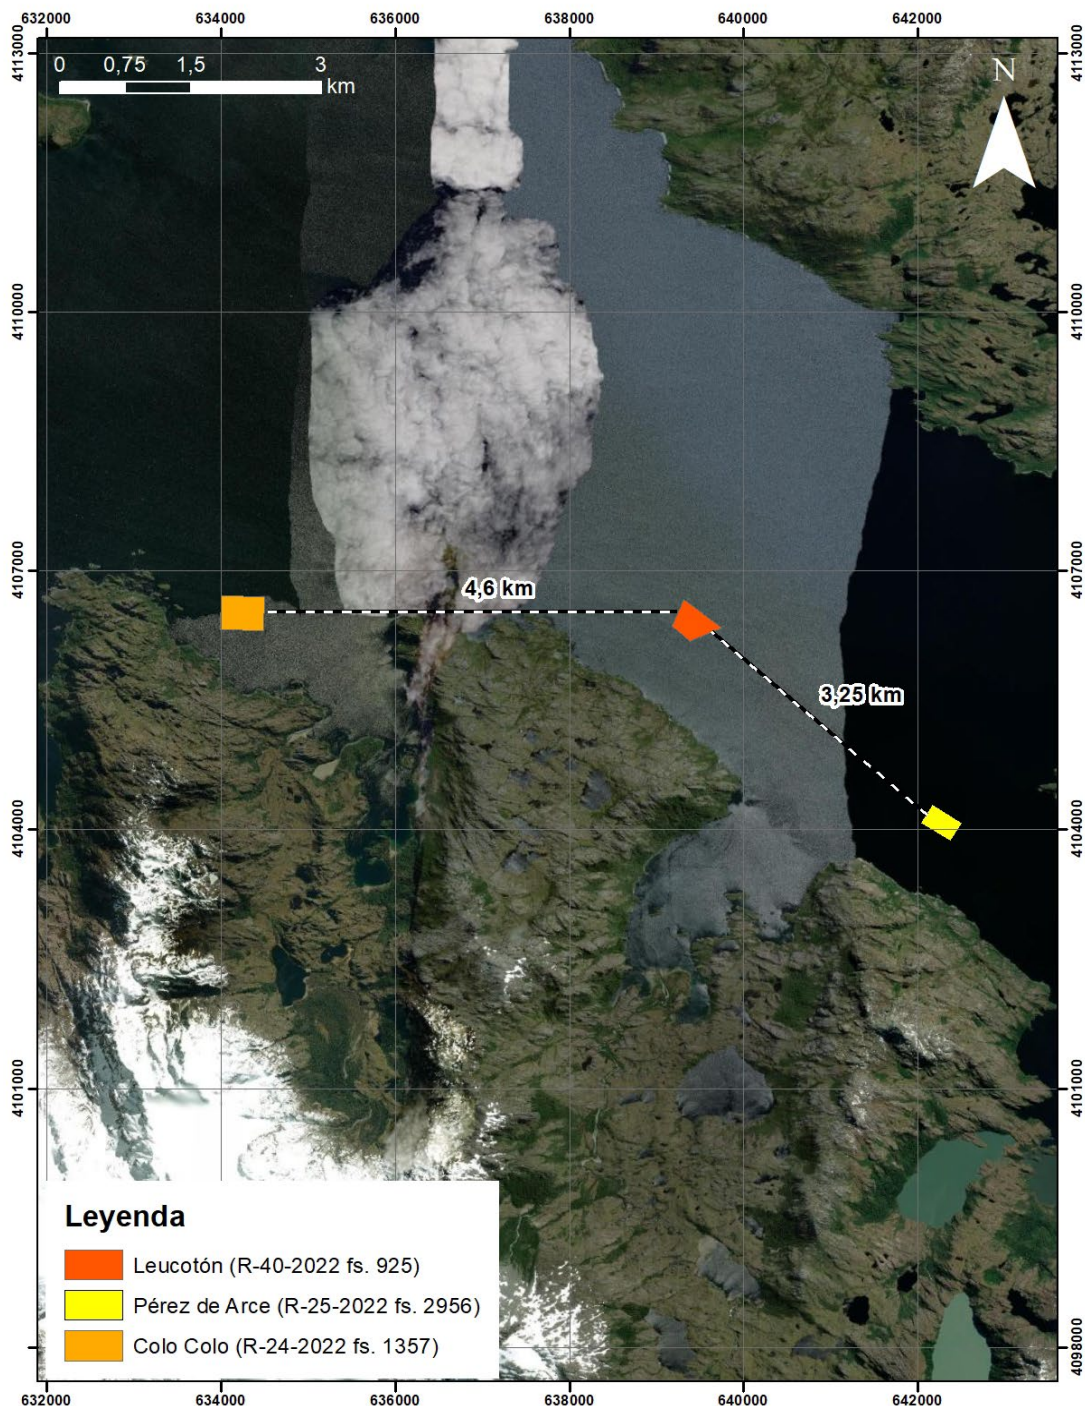 632000 634000 636000 638000 640000 642000
4113000 4113000
0 0,75 1,5 3
km
N
4110000 4110000
4107000 4107000
4,6 km
3,25 km
4104000 4104000
4101000 4101000
Leyenda
Leucotón (R-40-2022 fs. 925)
Pérez de Arce (R-25-2022 fs. 2956)
Colo Colo (R-24-2022 fs. 1357)
4098000 4098000
632000 634000 636000 638000 640000 642000